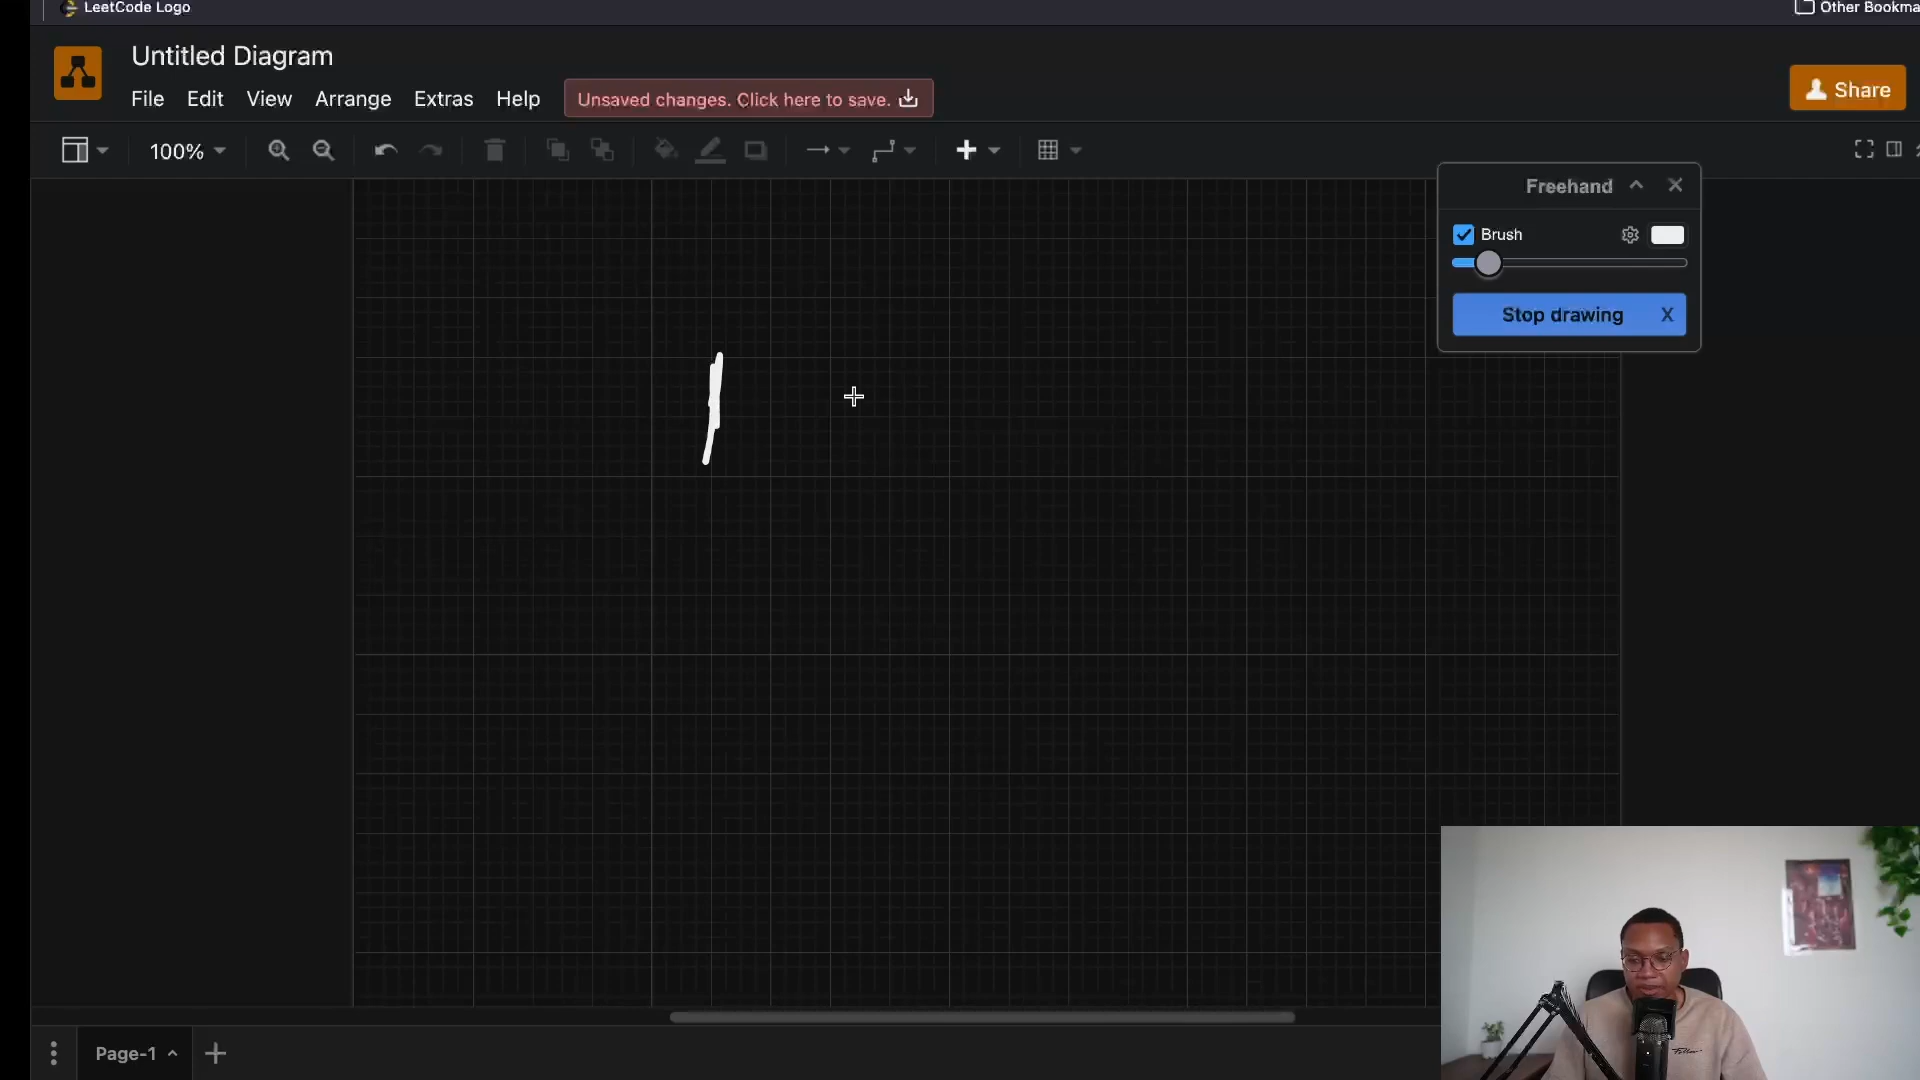 LeetCode Logo
Other Bookma
Untitled Diagram
File Edit View Arrange Extras Help
Unsaved changes. Click here to save.
Share
100%
Freehand
Brush
Stop drawing X
Page-1